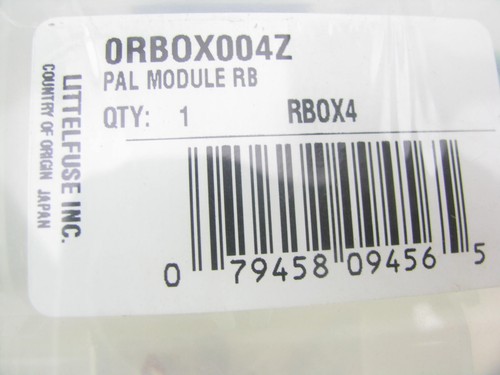 0RBOX004Z
PAL MODULE RB
QTY: 1 RBOX4
LITTELFUSE INC.
COUNTRY OF ORIGIN JAPAN
0 79458 09456 5